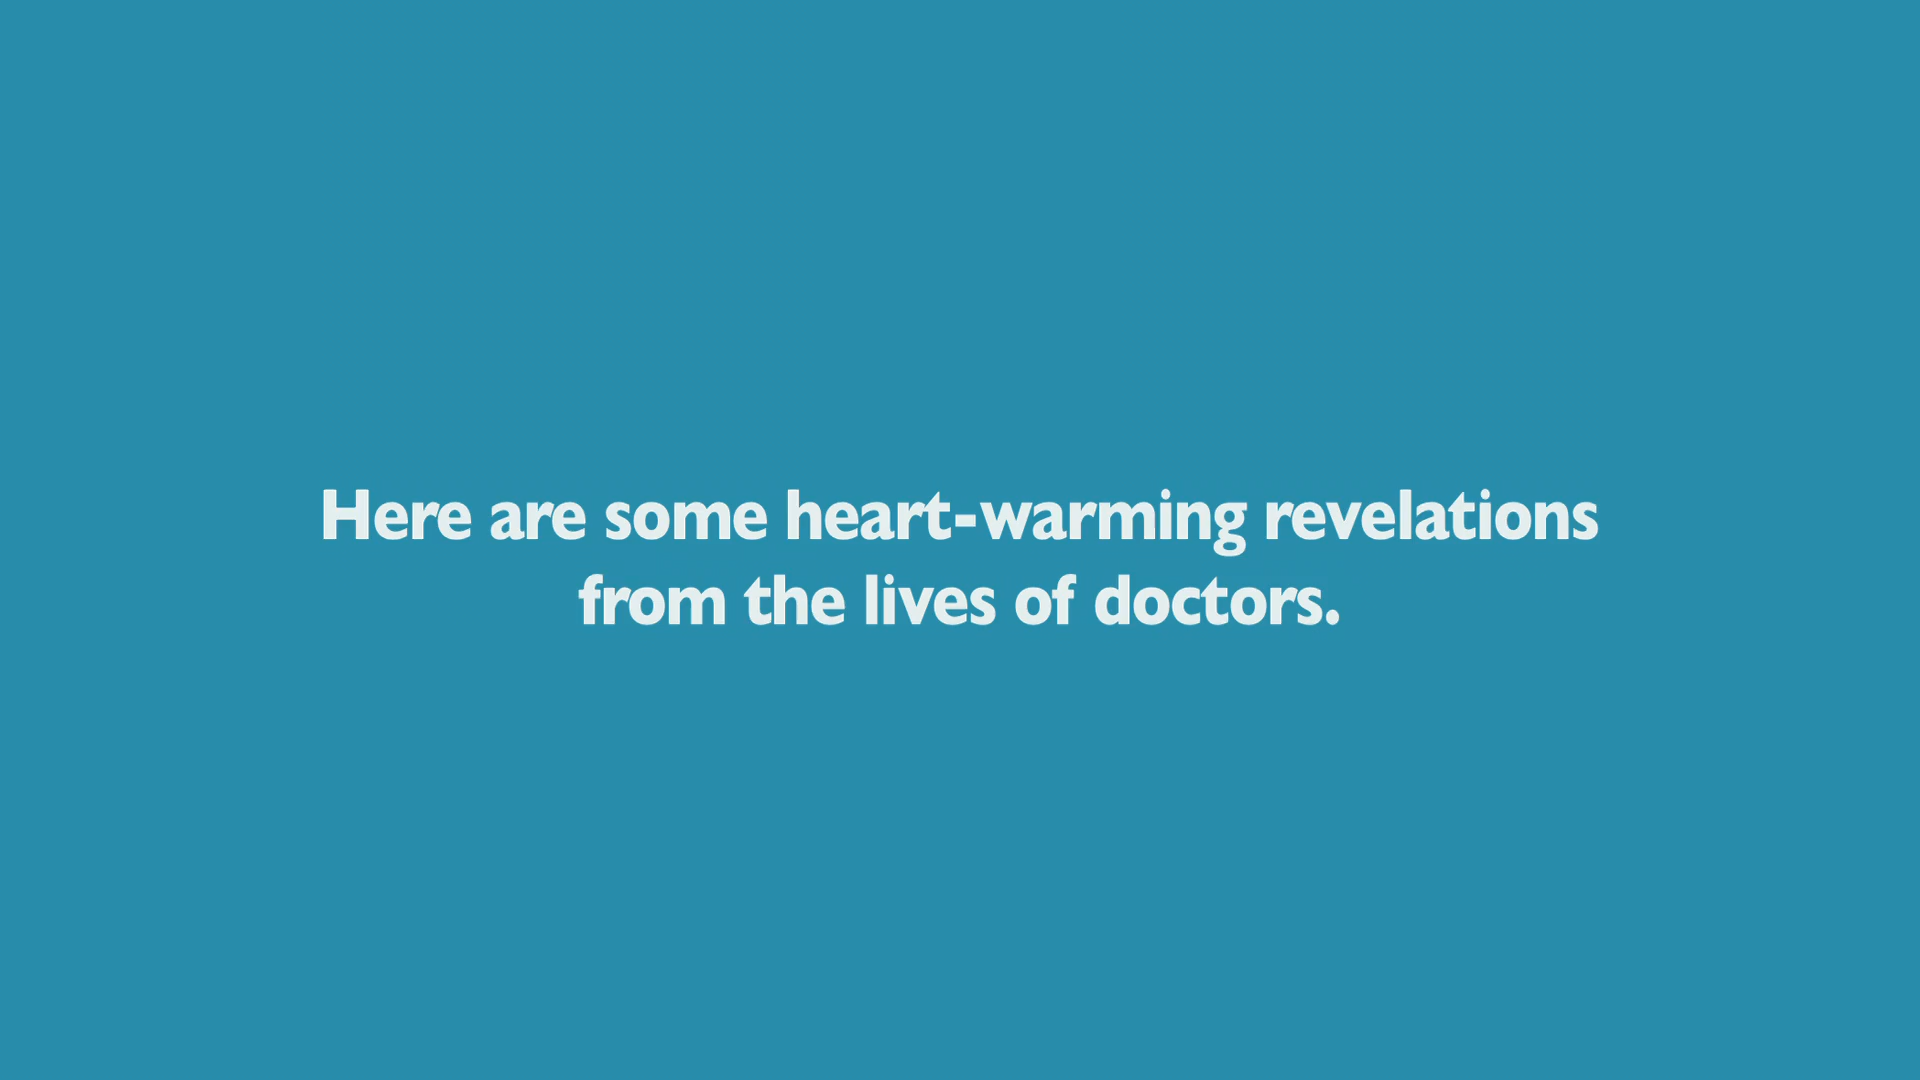 Here are some heart-warming revelations
from the lives of doctors.